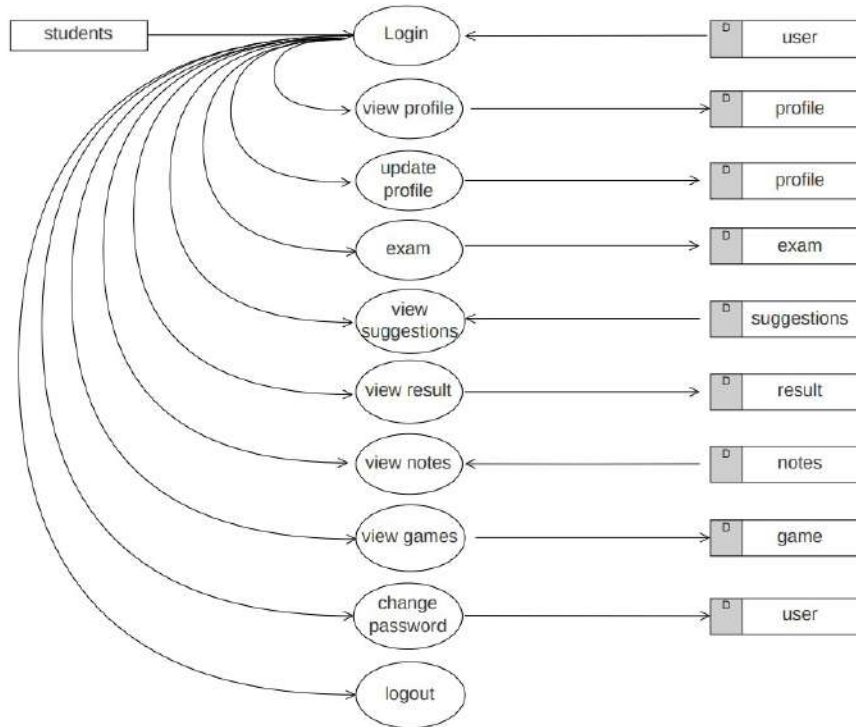 students
Login
D
user
view profile
D
profile
update
profile
D
profile
exam
D
exam
view
suggestions
D
suggestions
view result
D
result
view notes
D
notes
view games
D
game
change
password
D
user
logout